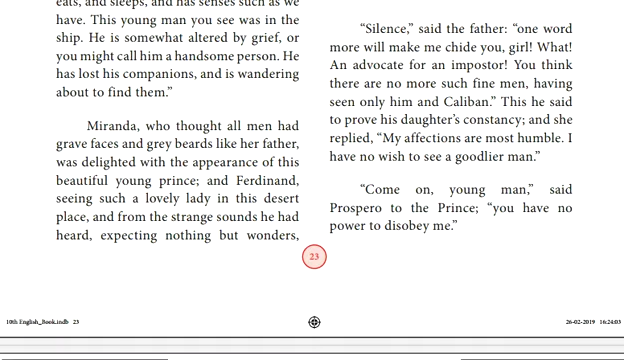 eats, and sleeps, and has senses such as we
have. This young man you see was in the
ship. He is somewhat altered by grief, or
you might call him a handsome person. He
has lost his companions, and is wandering
about to find them.”
Miranda, who thought all men had
grave faces and grey beards like her father,
was delighted with the appearance of this
beautiful young prince; and Ferdinand,
seeing such a lovely lady in this desert
place, and from the strange sounds he had
heard, expecting nothing but wonders,
“Silence,” said the father: “one word
more will make me chide you, girl! What!
An advocate for an impostor! You think
there are no more such fine men, having
seen only him and Caliban.” This he said
to prove his daughter’s constancy; and she
replied, “My affections are most humble. I
have no wish to see a goodlier man.”
“Come on, young man,” said
Prospero to the Prince; “you have no
power to disobey me.”
23
10th English_Book.indb 23
26-02-2019 16:24:03